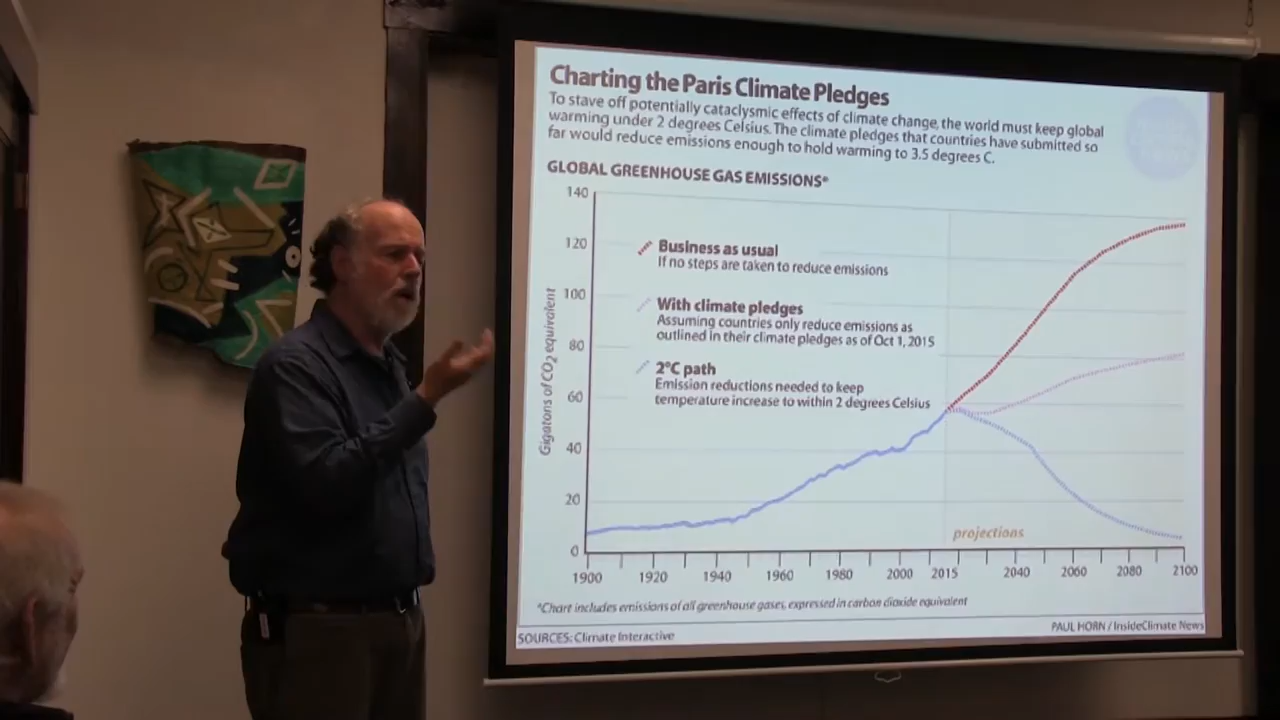 Charting the Paris Climate Pledges
To stave off potentially cataclysmic effects of climate change, the world must keep global
warming under 2 degrees Celsius. The climate pledges that countries have submitted so
far would reduce emissions enough to hold warming to 3.5 degrees C.
GLOBAL GREENHOUSE GAS EMISSIONS*
140
120
100
80
60
40
20
0
Gigatons of CO2 equivalent
Business as usual
If no steps are taken to reduce emissions
With climate pledges
Assuming countries only reduce emissions as
outlined in their climate pledges as of Oct 1, 2015
2°C path
Emission reductions needed to keep
temperature increase to within 2 degrees Celsius
projections
1900 1920 1940 1960 1980 2000 2015 2040 2060 2080 2100
*Chart includes emissions of all greenhouse gases, expressed in carbon dioxide equivalent
SOURCES: Climate Interactive
PAUL HORN / InsideClimate News